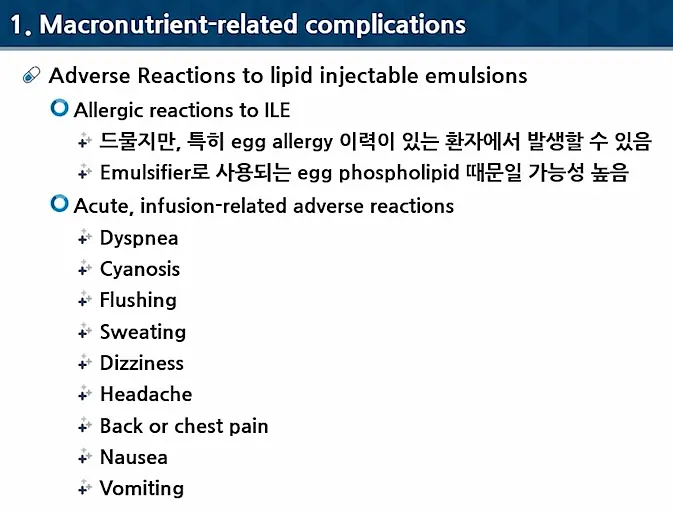 1. Macronutrient-related complications
Adverse Reactions to lipid injectable emulsions
Allergic reactions to ILE
드물지만, 특히 egg allergy 이력이 있는 환자에서 발생할 수 있음
Emulsifier로 사용되는 egg phospholipid 때문일 가능성 높음
Acute, infusion-related adverse reactions
Dyspnea
Cyanosis
Flushing
Sweating
Dizziness
Headache
Back or chest pain
Nausea
Vomiting